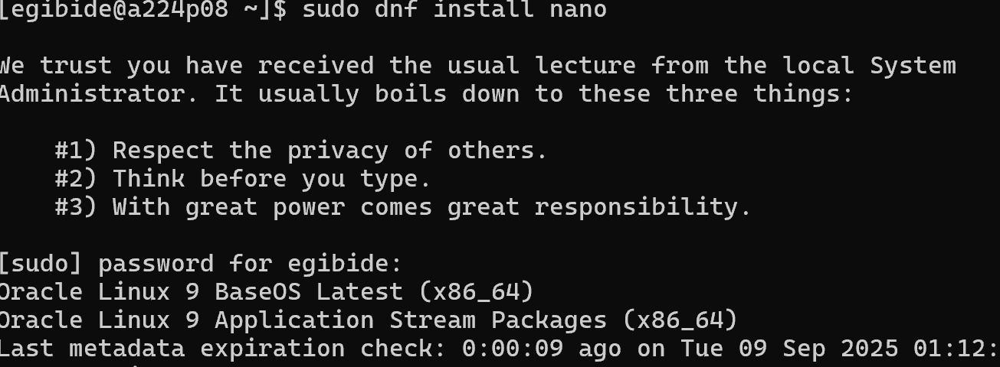 [egibide@a224p08 ~]$ sudo dnf install nano
We trust you have received the usual lecture from the local System
Administrator. It usually boils down to these three things:
#1) Respect the privacy of others.
#2) Think before you type.
#3) With great power comes great responsibility.
[sudo] password for egibide:
Oracle Linux 9 BaseOS Latest (x86_64)
Oracle Linux 9 Application Stream Packages (x86_64)
Last metadata expiration check: 0:00:09 ago on Tue 09 Sep 2025 01:12: